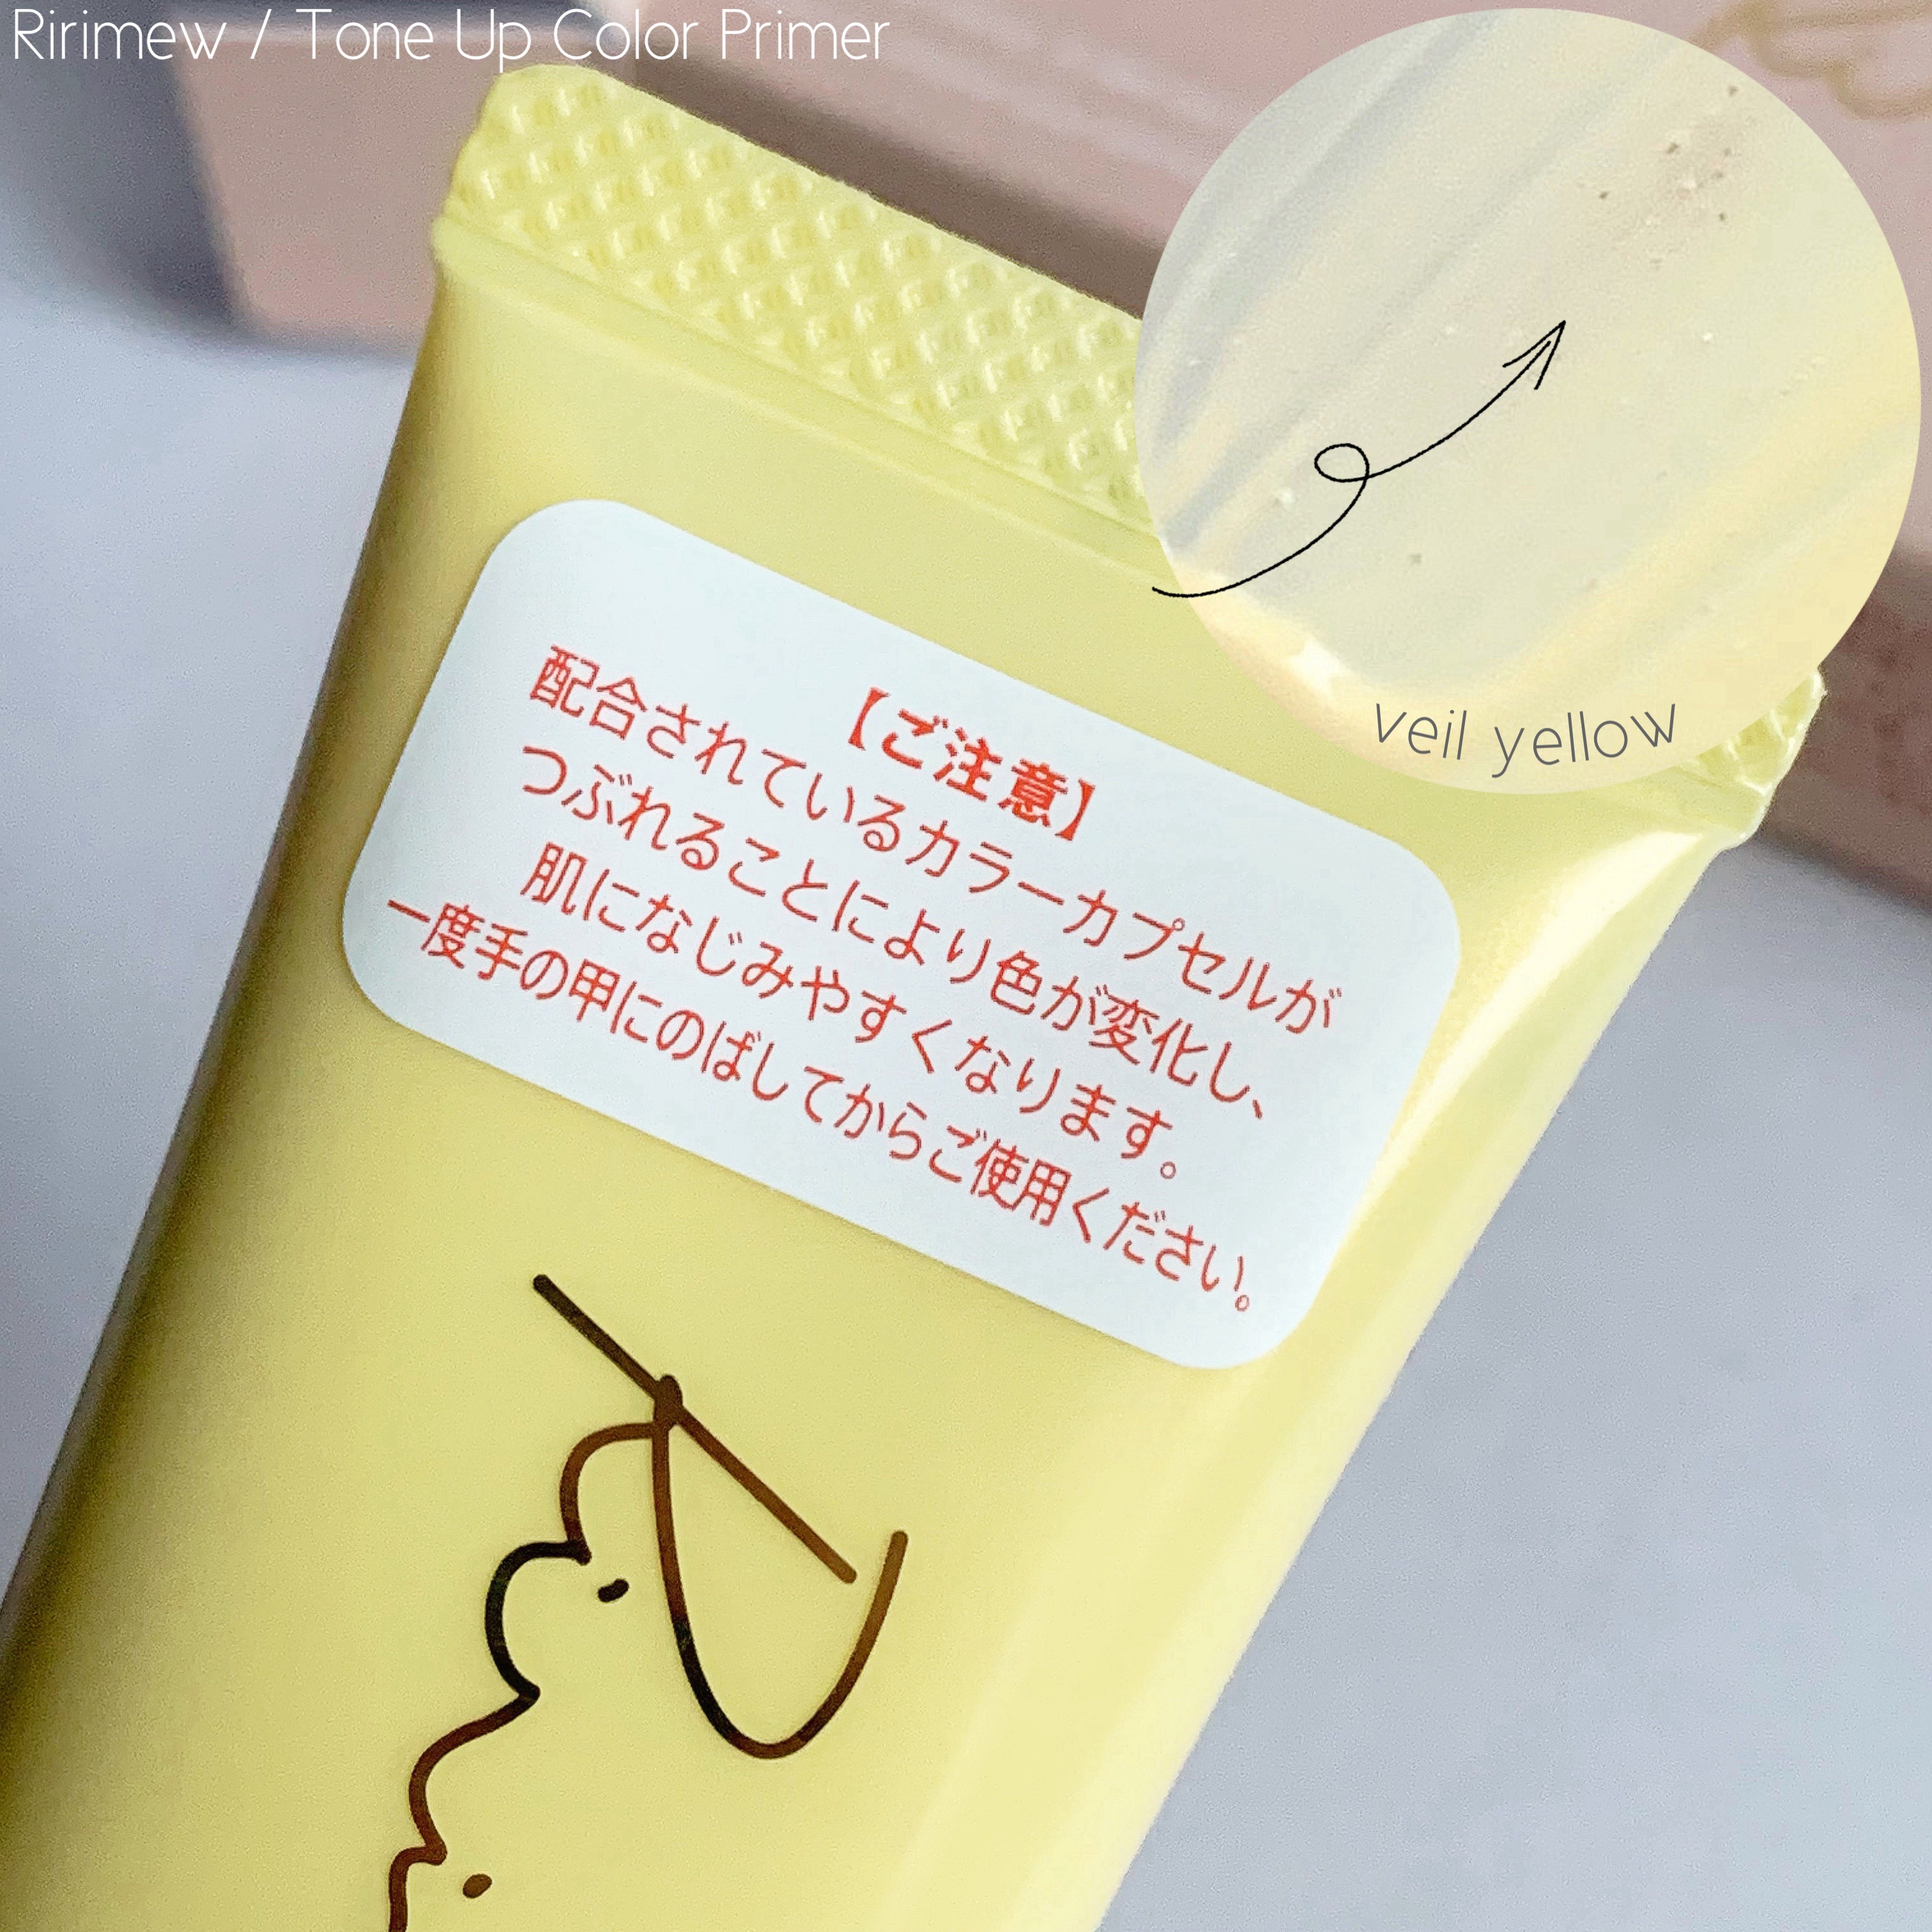 Ririmew / Tone Up Color Primer
veil yellow
【ご注意】
配合されているカラーカプセルが
つぶれることにより色が変化し、
肌になじみやすくなります。
一度手の甲にのばしてからご使用ください。